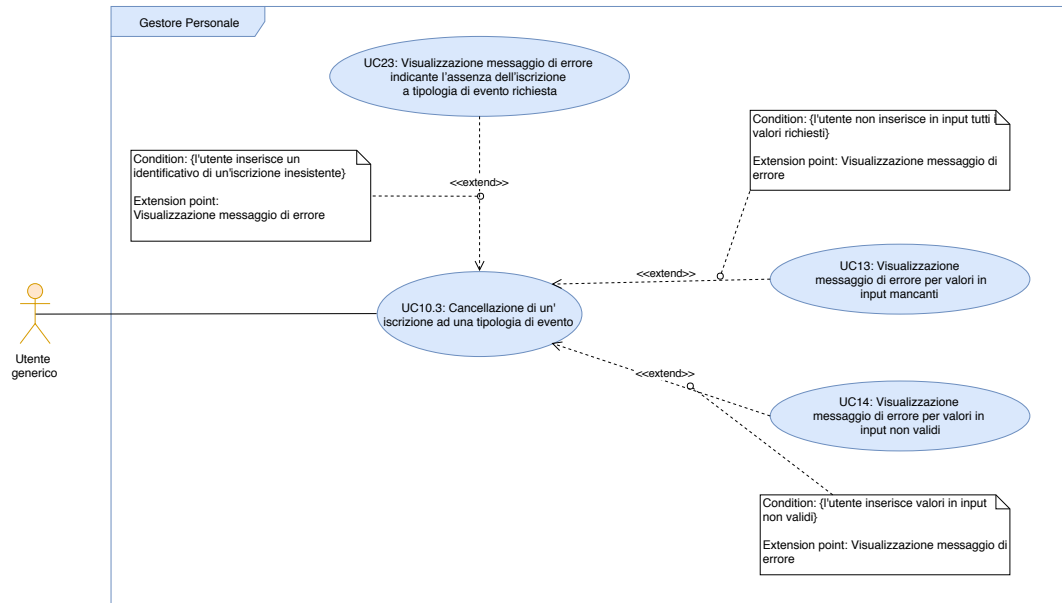 Gestore Personale
UC23: Visualizzazione messaggio di errore
indicante l'assenza dell'iscrizione
a tipologia di evento richiesta
Condition: {l'utente non inserisce in input tutti i
valori richiesti}
Extension point: Visualizzazione messaggio di
errore
Condition: {l'utente inserisce un
identificativo di un'iscrizione inesistente}
Extension point:
Visualizzazione messaggio di errore
<<extend>>
<<extend>>
UC13: Visualizzazione
messaggio di errore per valori in
input mancanti
UC10.3: Cancellazione di un'
iscrizione ad una tipologia di evento
Utente
generico
<<extend>>
UC14: Visualizzazione
messaggio di errore per valori in
input non validi
Condition: {l'utente inserisce valori in input
non validi}
Extension point: Visualizzazione messaggio di
errore